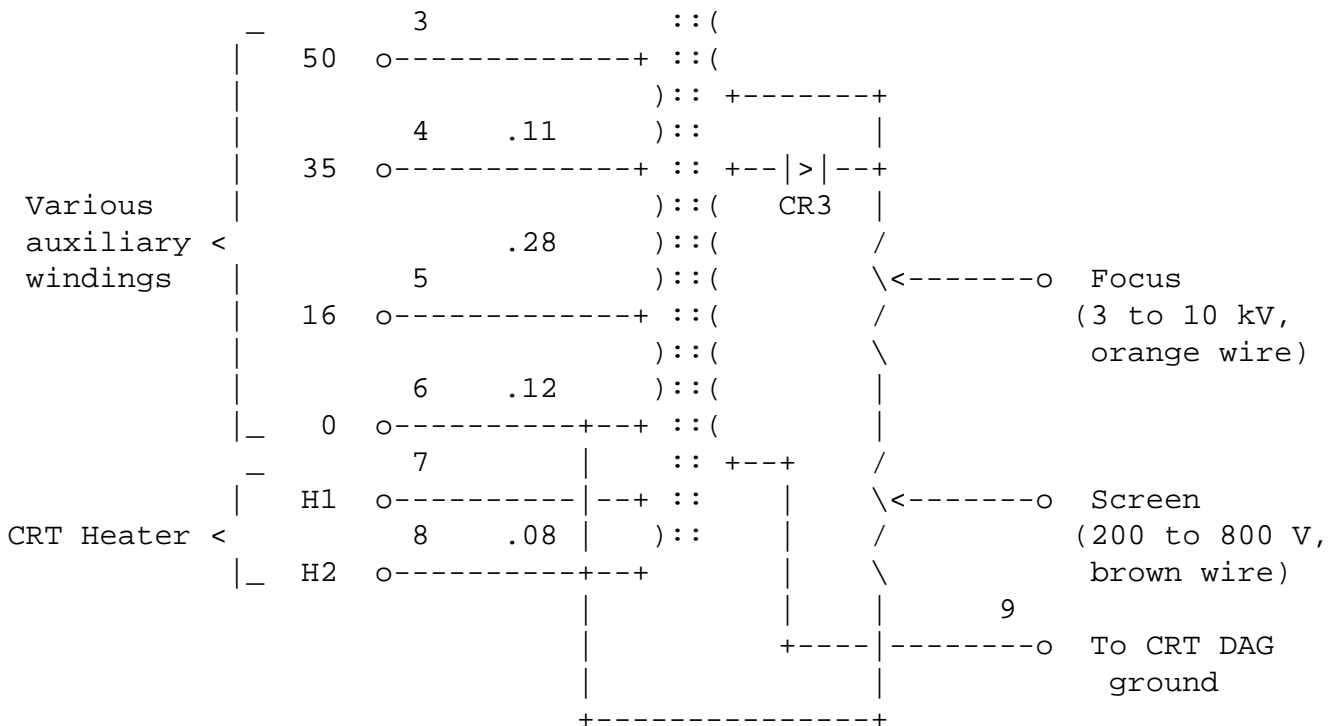 3
50
4 .11
35
CR3
Various
auxiliary
windings
.28
5
Focus
16
(3 to 10 kV,
orange wire)
6 .12
0
7
H1
Screen
CRT Heater
8 .08
(200 to 800 V,
H2
brown wire)
9
To CRT DAG
ground